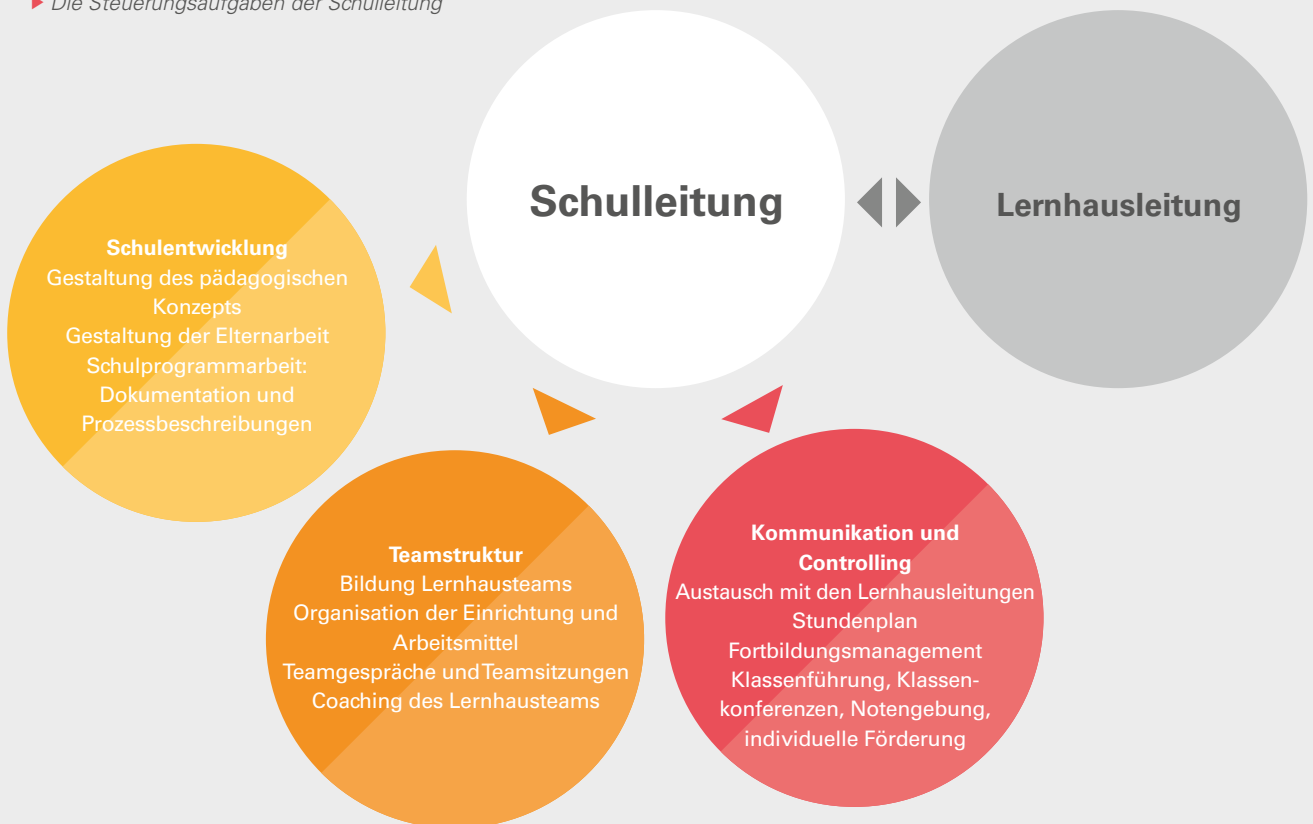 Die Steuerungsaufgaben der Schulleitung
Schulleitung
Lernhausleitung
Schulentwicklung
Gestaltung des pädagogischen
Konzepts
Gestaltung der Elternarbeit
Schulprogrammarbeit:
Dokumentation und
Prozessbeschreibungen
Teamstruktur
Bildung Lernhausteams
Organisation der Einrichtung und
Arbeitsmittel
Teamgespräche und Teamsitzungen
Coaching des Lernhausteams
Kommunikation und
Controlling
Austausch mit den Lernhausleitungen
Stundenplan
Fortbildungsmanagement
Klassenführung, Klassen-
konferenzen, Notengebung,
individuelle Förderung